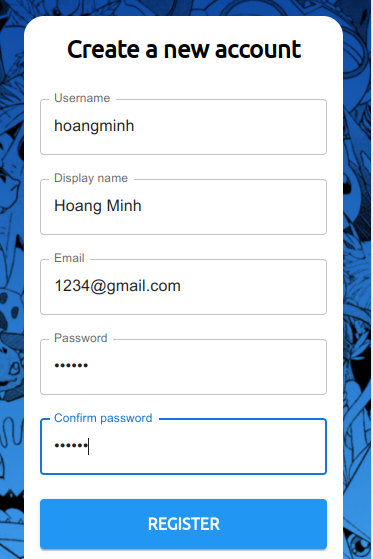 Create a new account
Username
hoangminh
Display name
Hoang Minh
Email
1234@gmail.com
Password
••••••
Confirm password
••••••
REGISTER